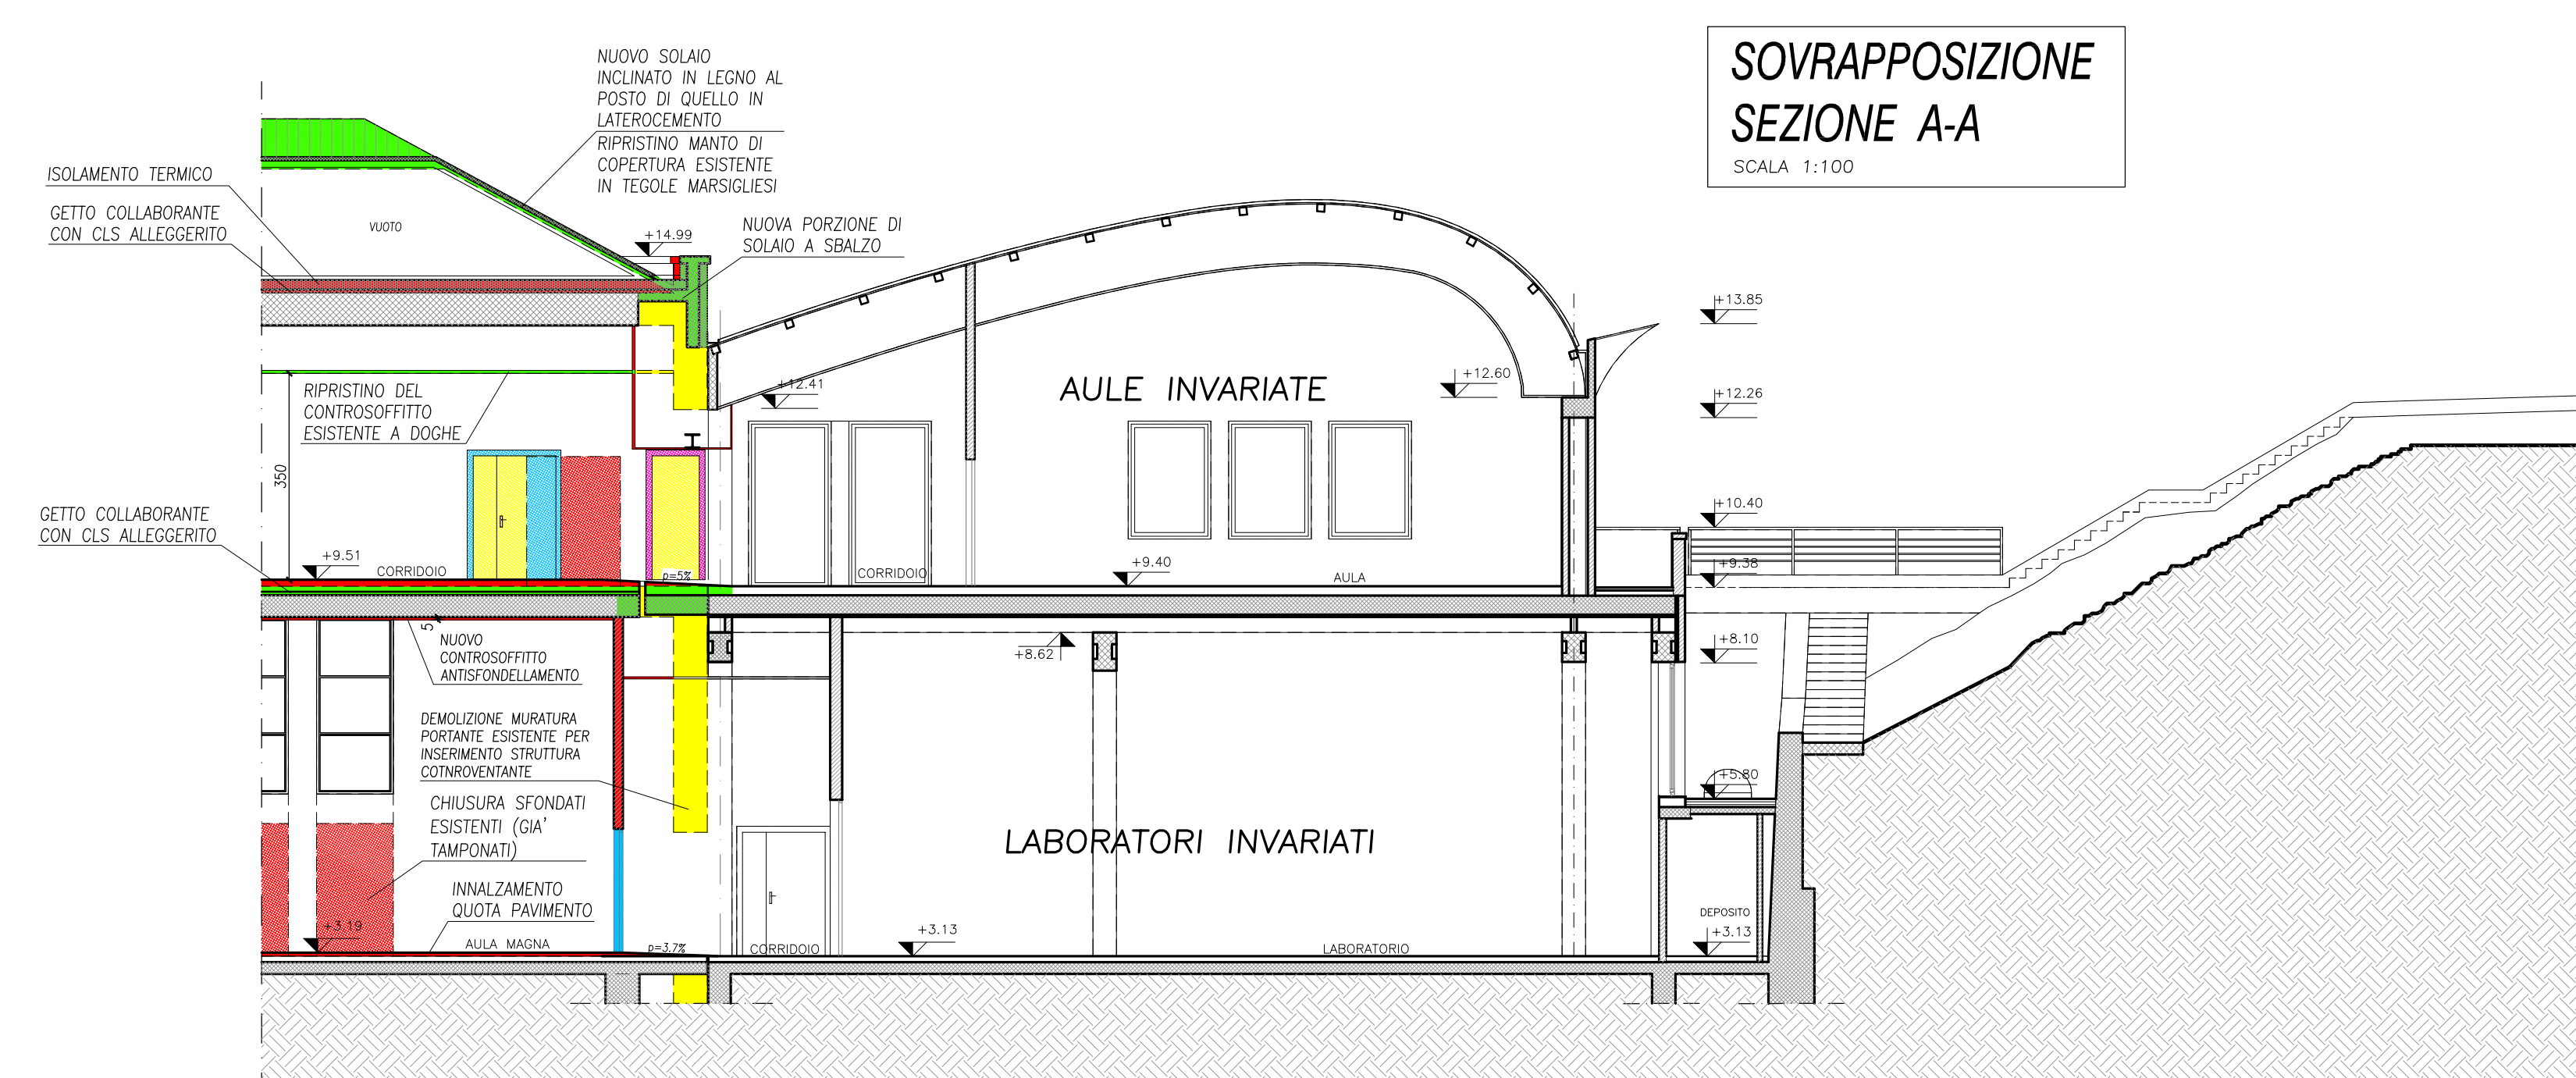 SOVRAPPOSIZIONE
SEZIONE A-A
SCALA 1:100
NUOVO SOLAIO
INCLINATO IN LEGNO AL
POSTO DI QUELLO IN
LATEROCEMENTO
RIPRISTINO MANTO DI
COPERTURA ESISTENTE
IN TEGOLE MARSIGLIESI
ISOLAMENTO TERMICO
GETTO COLLABORANTE
CON CLS ALLEGGERITO
VUOTO
+14.99
NUOVA PORZIONE DI
SOLAIO A SBALZO
+13.85
RIPRISTINO DEL
CONTROSOFFITTO
ESISTENTE A DOGHE
350
+12.41
AULE INVARIATE
+12.60
+12.26
GETTO COLLABORANTE
CON CLS ALLEGGERITO
+10.40
+9.51
CORRIDOIO
p=5%
CORRIDOIO
+9.40
AULA
+9.38
5
NUOVO
CONTROSOFFITTO
ANTISFONDELLAMENTO
+8.62
+8.10
DEMOLIZIONE MURATURA
PORTANTE ESISTENTE PER
INSERIMENTO STRUTTURA
COTNROVENTANTE
+5.80
CHIUSURA SFONDATI
ESISTENTI (GIA'
TAMPONATI)
LABORATORI INVARIATI
INNALZAMENTO
QUOTA PAVIMENTO
+3.19
AULA MAGNA
p=3.7%
CORRIDOIO
+3.13
LABORATORIO
DEPOSITO
+3.13